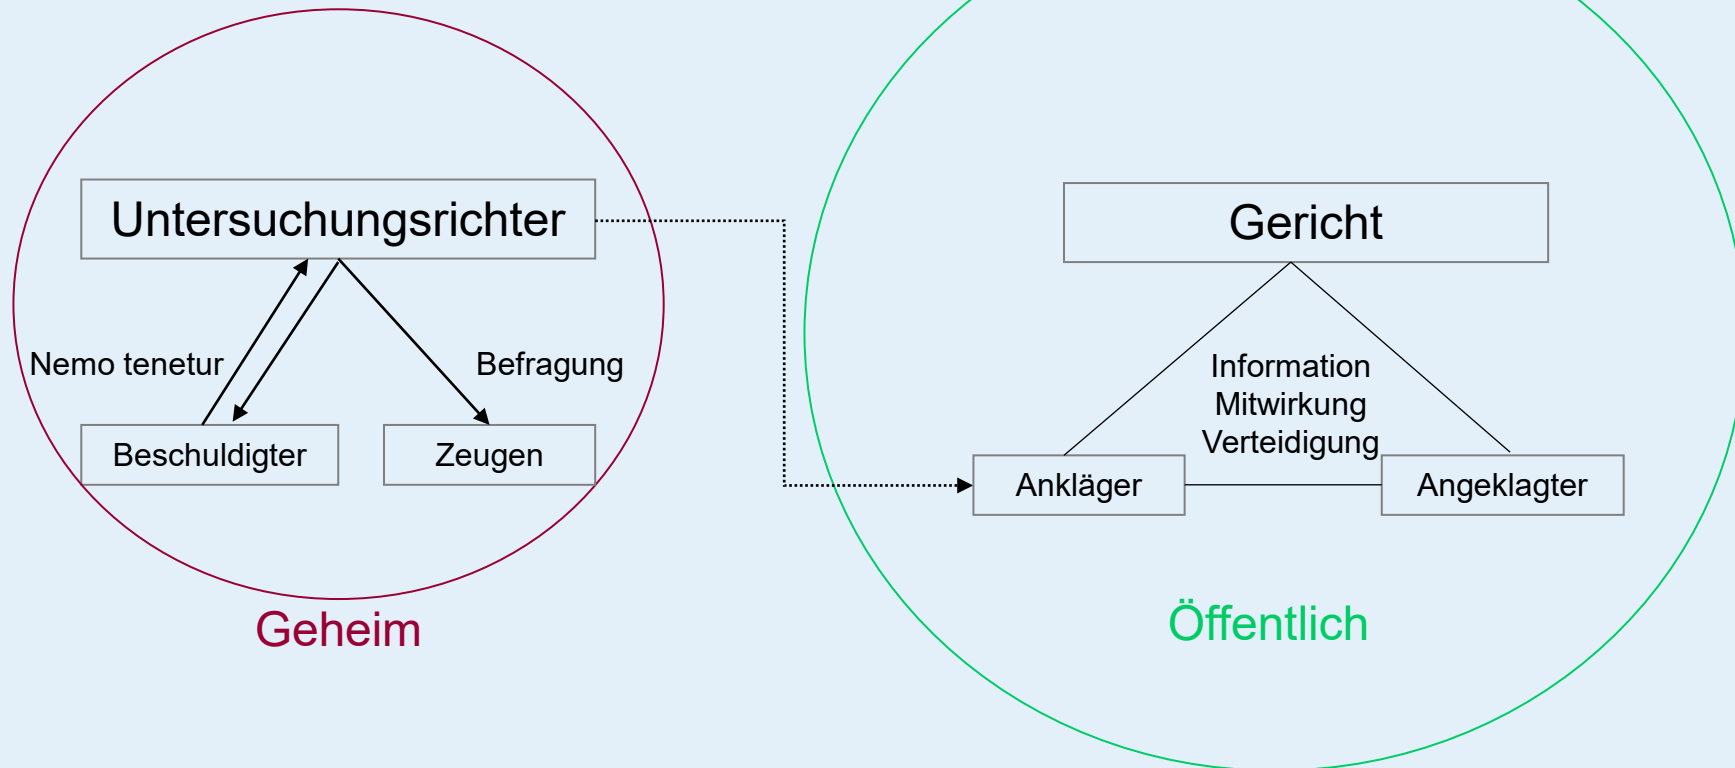 Untersuchungsrichter
Nemo tenetur
Befragung
Beschuldigter
Zeugen
Geheim
Gericht
Information
Mitwirkung
Verteidigung
Ankläger
Angeklagter
Öffentlich